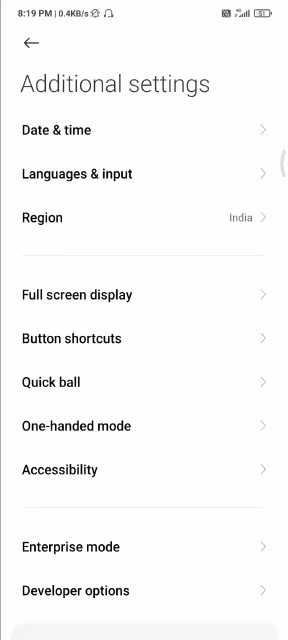 8:19 PM | 0.4KB/s
Additional settings
Date & time
Languages & input
Region
India
Full screen display
Button shortcuts
Quick ball
One-handed mode
Accessibility
Enterprise mode
Developer options